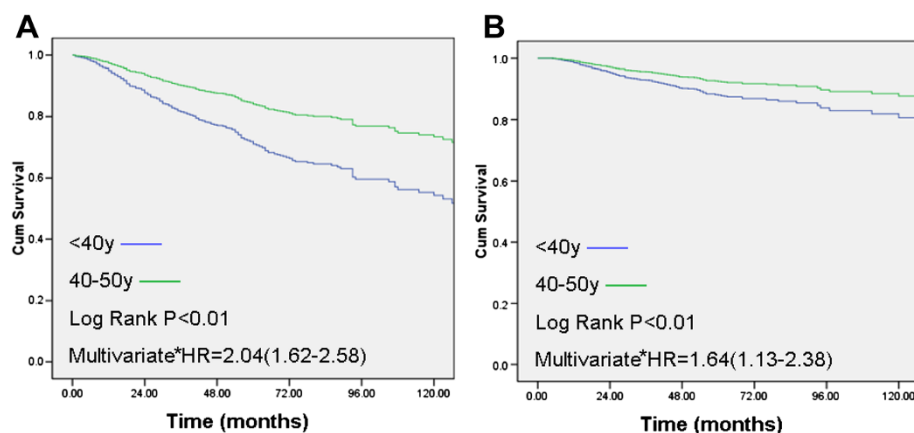 A
Cum Survival
1.0
0.8
0.6
0.4
0.2
0.0
<40y
40-50y
Log Rank P<0.01
Multivariate*HR=2.04(1.62-2.58)
0.00 24.00 48.00 72.00 96.00 120.00
Time (months)
B
Cum Survival
1.0
0.8
0.6
0.4
0.2
0.0
<40y
40-50y
Log Rank P<0.01
Multivariate*HR=1.64(1.13-2.38)
0.00 24.00 48.00 72.00 96.00 120.00
Time (months)